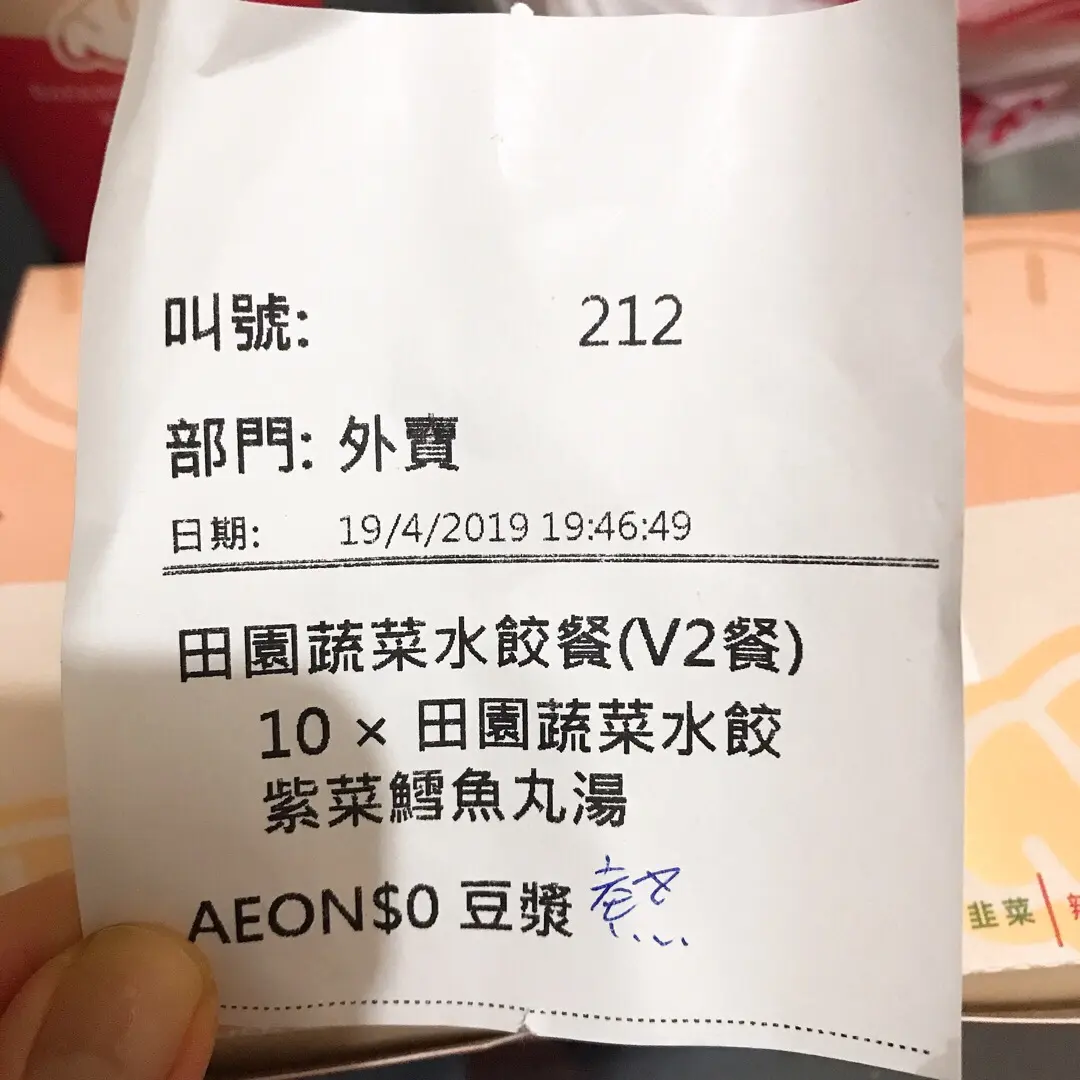 叫號: 212
部門: 外賣
日期: 19/4/2019 19:46:49
田園蔬菜水餃餐(V2餐)
10 × 田園蔬菜水餃
紫菜鱈魚丸湯
AEON$0 豆漿 熱
韭菜